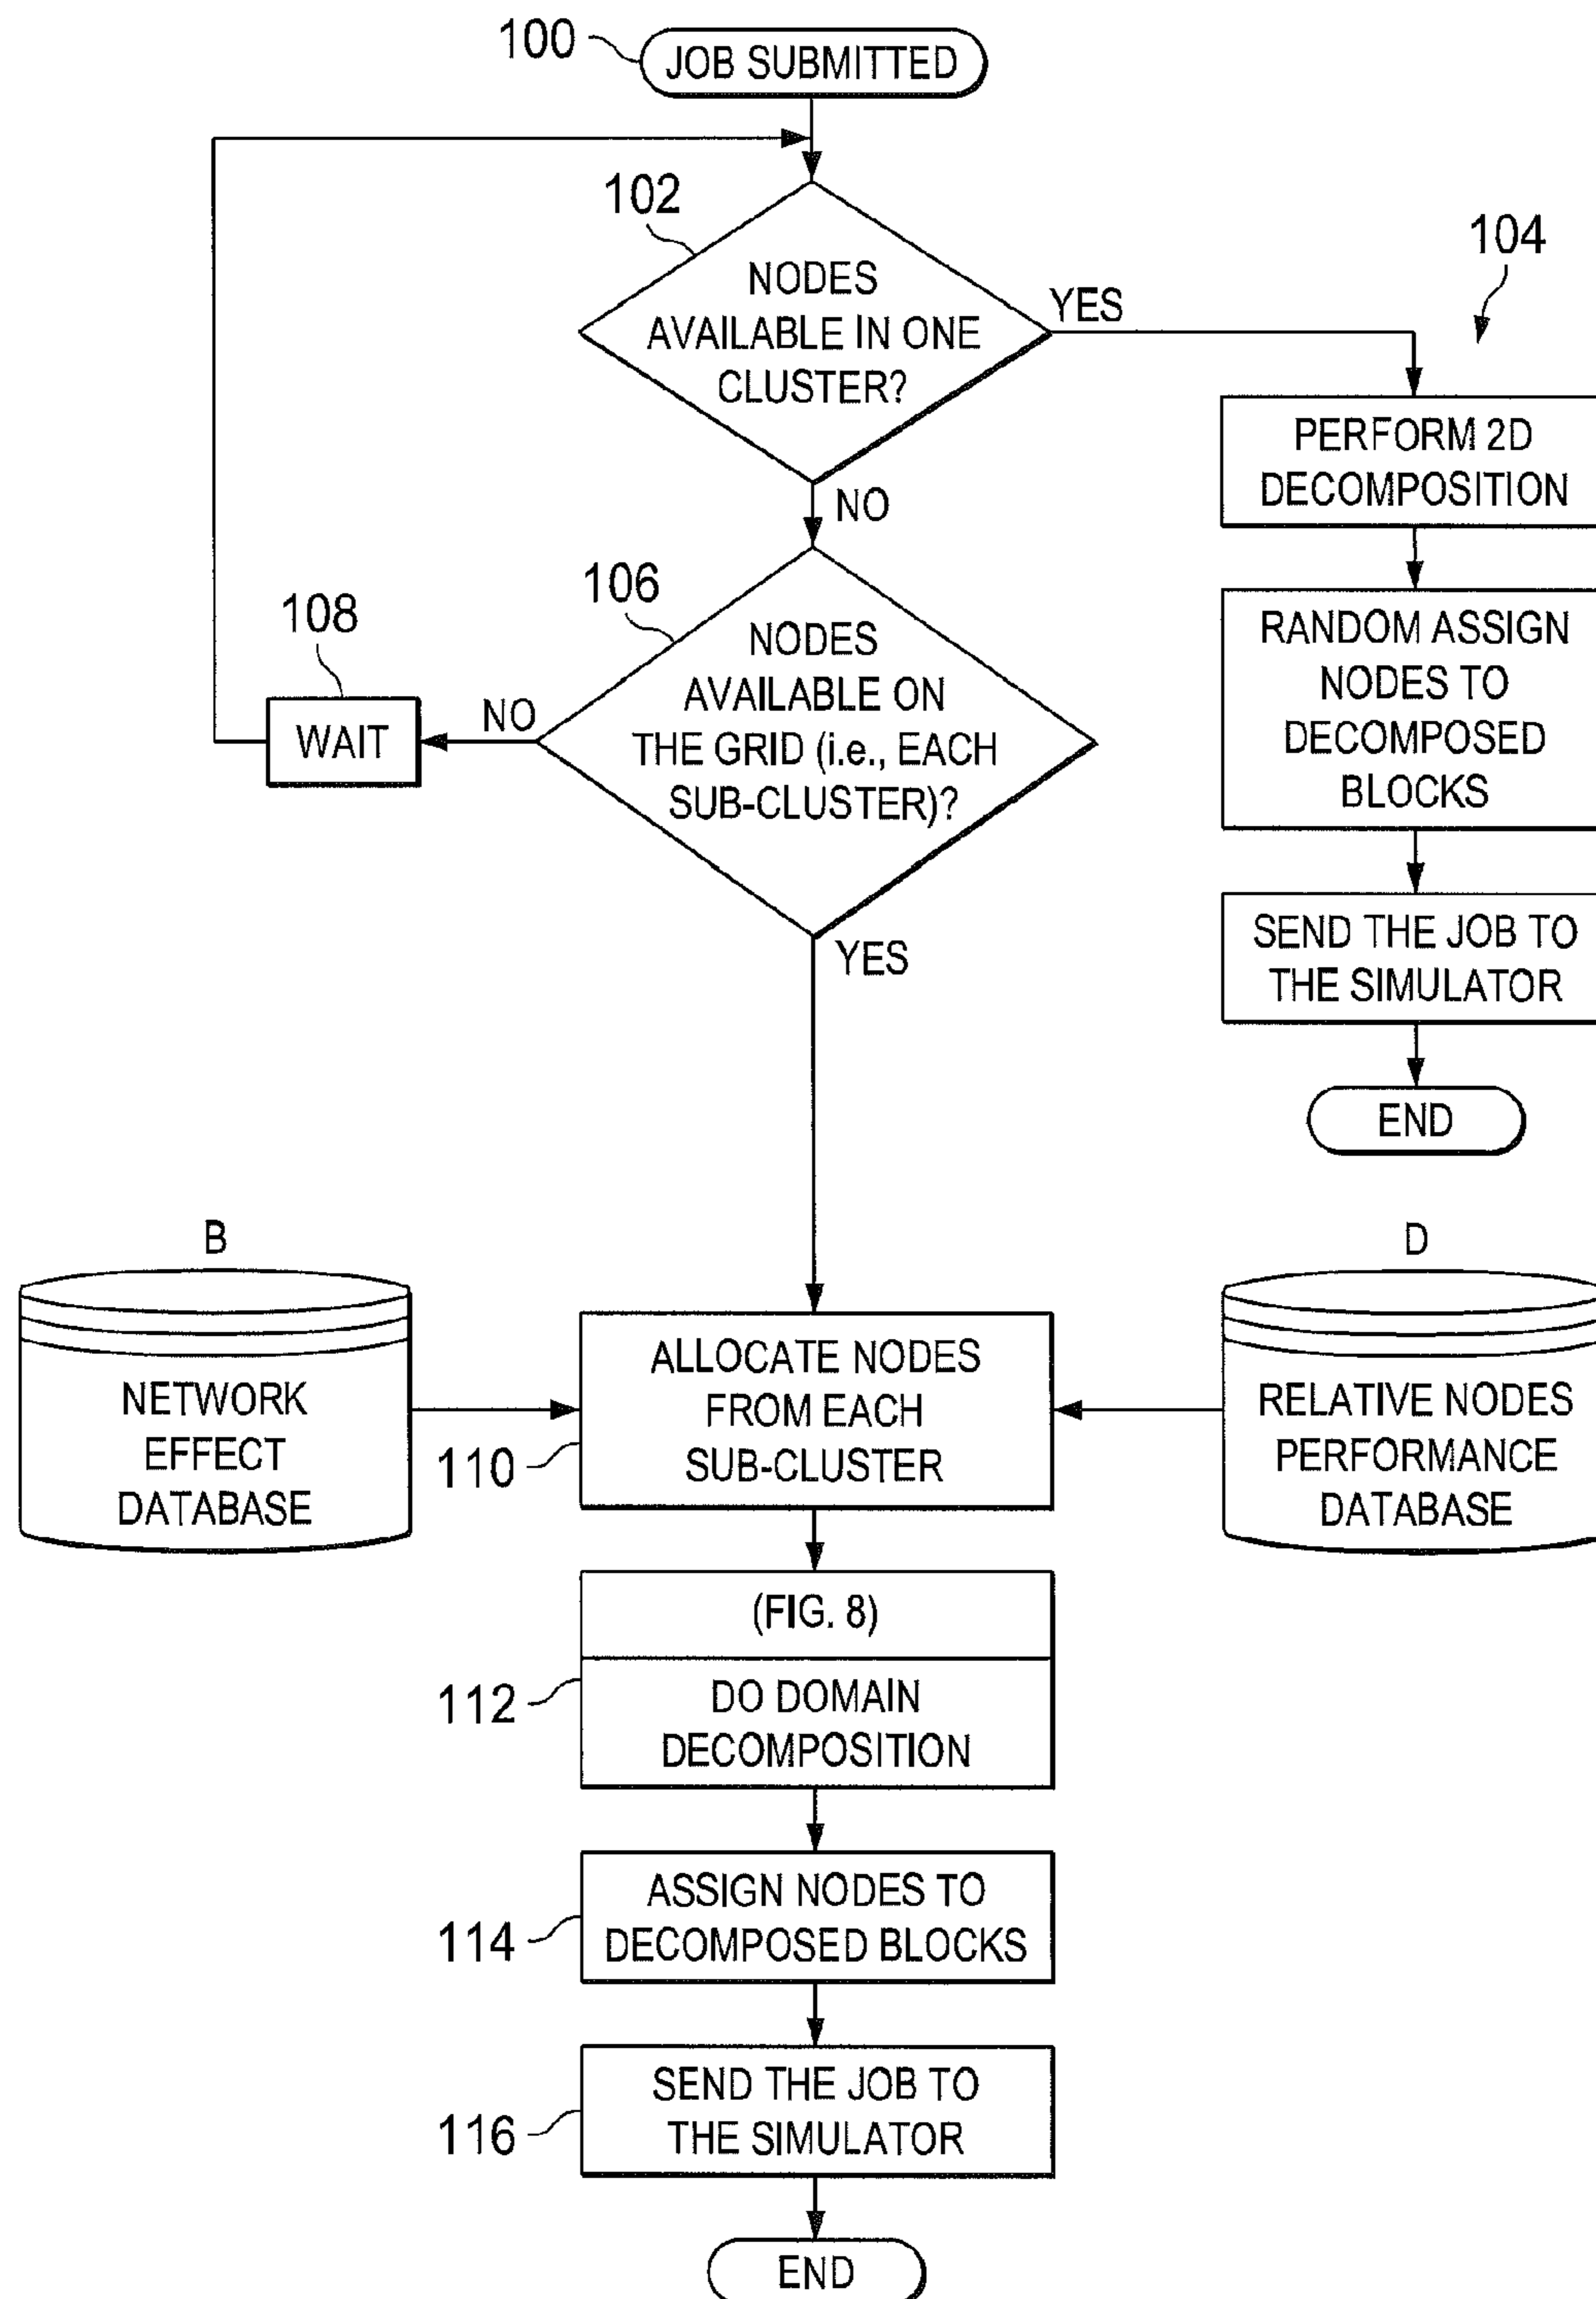 100
JOB SUBMITTED
102
NODES
AVAILABLE IN ONE
CLUSTER?
YES
104
NO
PERFORM 2D
DECOMPOSITION
RANDOM ASSIGN
NODES TO
DECOMPOSED
BLOCKS
SEND THE JOB TO
THE SIMULATOR
END
106
NODES
AVAILABLE ON
THE GRID (i.e., EACH
SUB-CLUSTER)?
NO
108
WAIT
YES
B
NETWORK
EFFECT
DATABASE
D
RELATIVE NODES
PERFORMANCE
DATABASE
110
ALLOCATE NODES
FROM EACH
SUB-CLUSTER
(FIG. 8)
112
DO DOMAIN
DECOMPOSITION
114
ASSIGN NODES TO
DECOMPOSED BLOCKS
116
SEND THE JOB TO
THE SIMULATOR
END